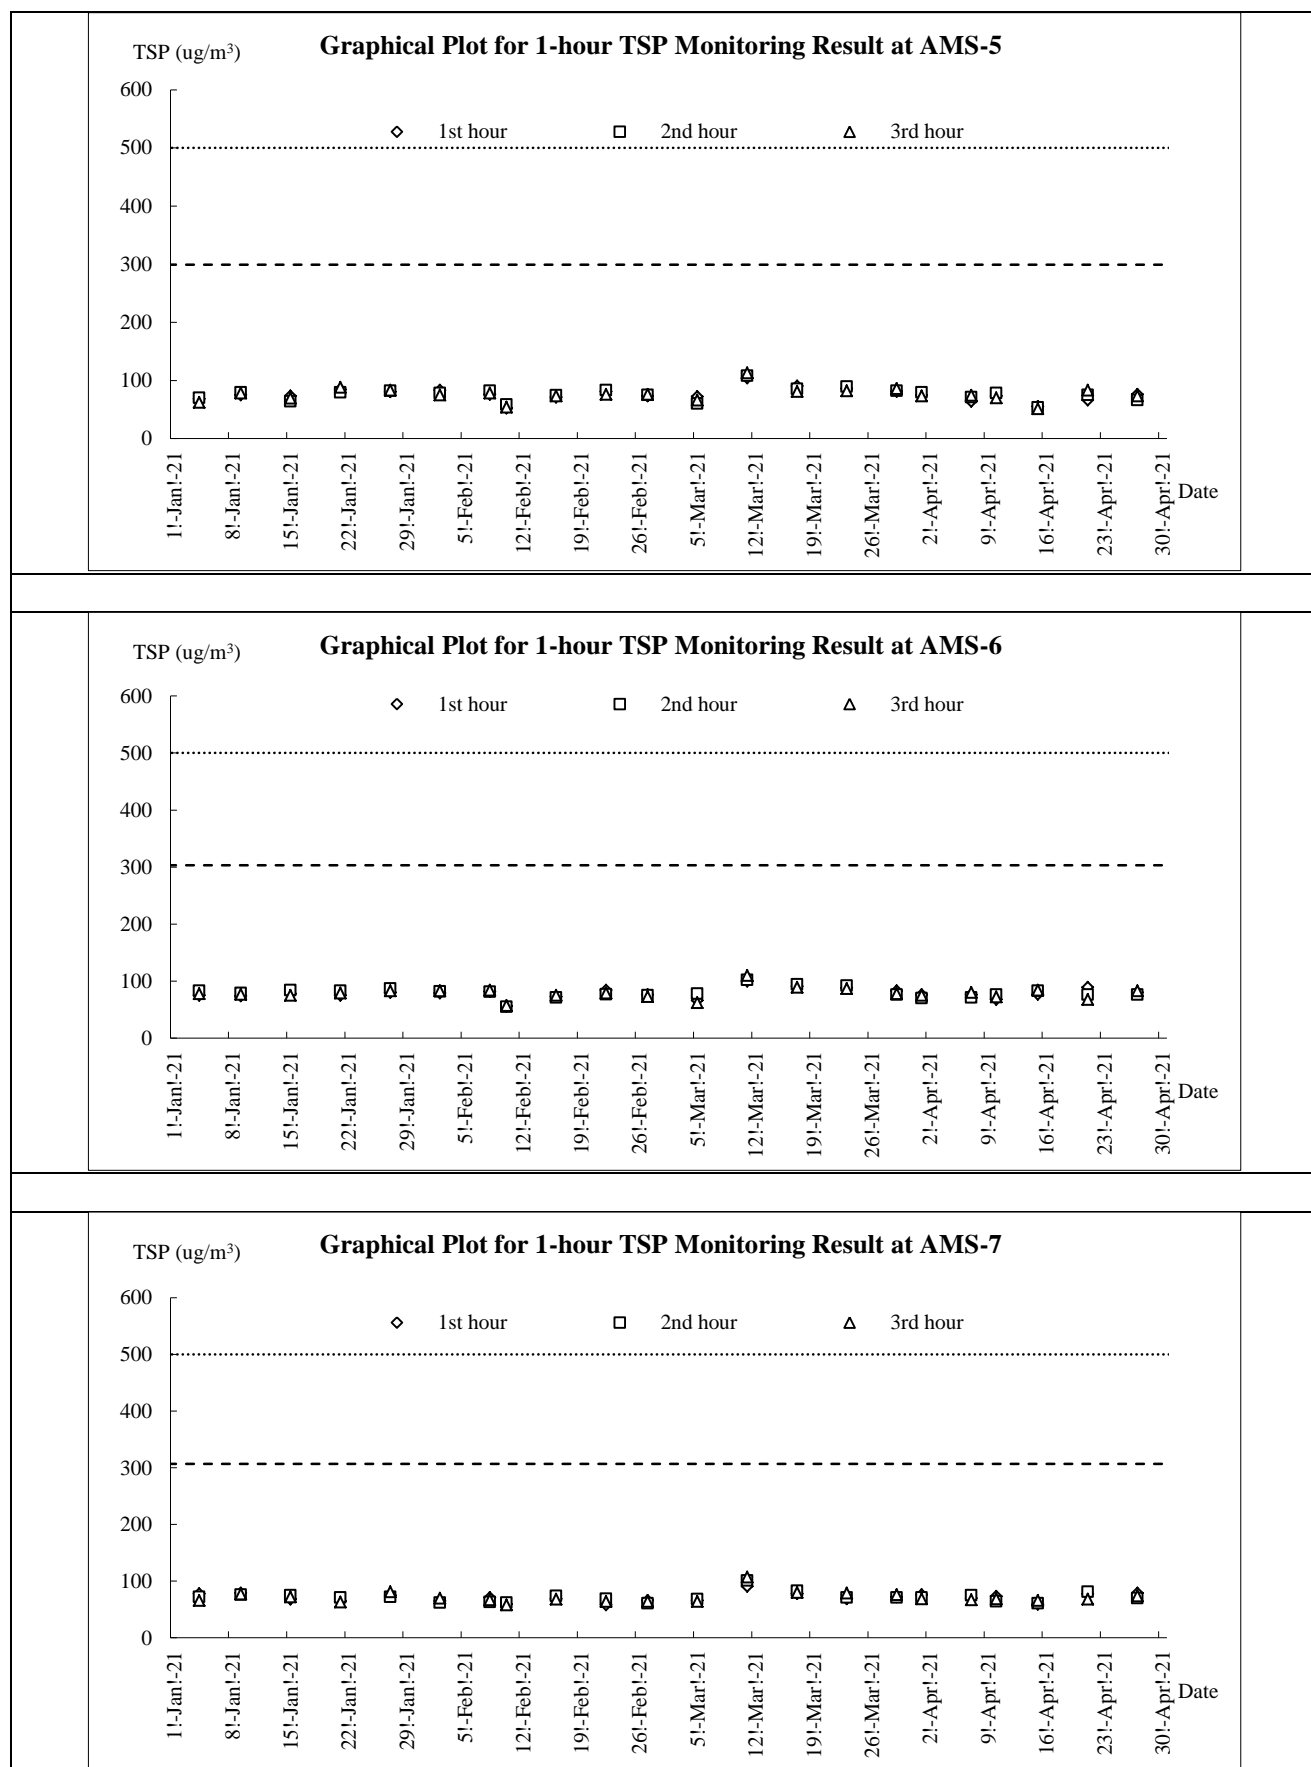 TSP (ug/m³) Graphical Plot for 1-hour TSP Monitoring Result at AMS-5
600
1st hour 2nd hour 3rd hour
500
400
300
200
100
0
1!-Jan!-21 8!-Jan!-21 15!-Jan!-21 22!-Jan!-21 29!-Jan!-21 5!-Feb!-21 12!-Feb!-21 19!-Feb!-21 26!-Feb!-21 5!-Mar!-21 12!-Mar!-21 19!-Mar!-21 26!-Mar!-21 2!-Apr!-21 9!-Apr!-21 16!-Apr!-21 23!-Apr!-21 30!-Apr!-21 Date
TSP (ug/m³) Graphical Plot for 1-hour TSP Monitoring Result at AMS-6
600
1st hour 2nd hour 3rd hour
500
400
300
200
100
0
1!-Jan!-21 8!-Jan!-21 15!-Jan!-21 22!-Jan!-21 29!-Jan!-21 5!-Feb!-21 12!-Feb!-21 19!-Feb!-21 26!-Feb!-21 5!-Mar!-21 12!-Mar!-21 19!-Mar!-21 26!-Mar!-21 2!-Apr!-21 9!-Apr!-21 16!-Apr!-21 23!-Apr!-21 30!-Apr!-21 Date
TSP (ug/m³) Graphical Plot for 1-hour TSP Monitoring Result at AMS-7
600
1st hour 2nd hour 3rd hour
500
400
300
200
100
0
1!-Jan!-21 8!-Jan!-21 15!-Jan!-21 22!-Jan!-21 29!-Jan!-21 5!-Feb!-21 12!-Feb!-21 19!-Feb!-21 26!-Feb!-21 5!-Mar!-21 12!-Mar!-21 19!-Mar!-21 26!-Mar!-21 2!-Apr!-21 9!-Apr!-21 16!-Apr!-21 23!-Apr!-21 30!-Apr!-21 Date